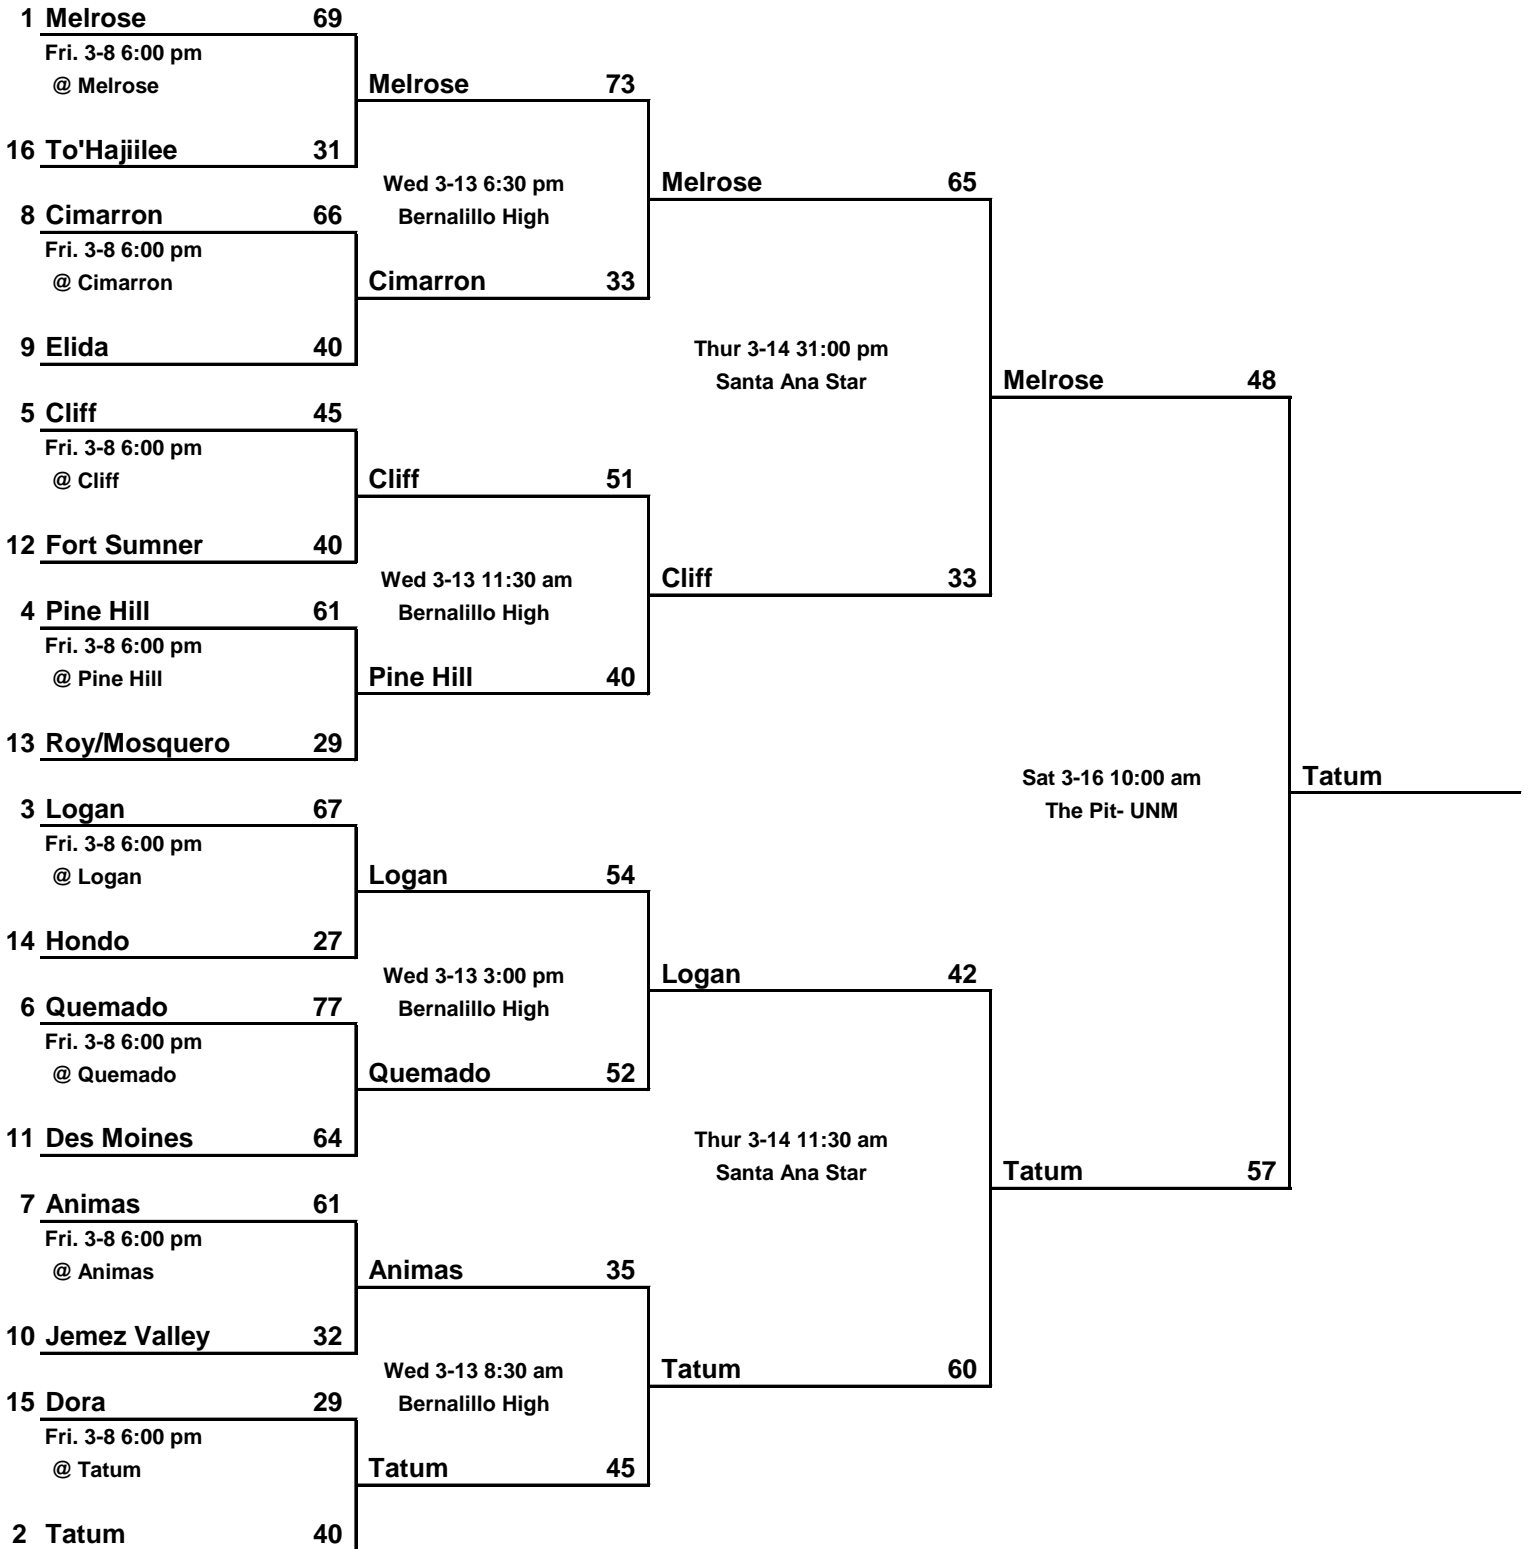 1 Melrose 69
Fri. 3-8 6:00 pm
@ Melrose
16 To'Hajiilee 31
8 Cimarron 66
Fri. 3-8 6:00 pm
@ Cimarron
9 Elida 40
5 Cliff 45
Fri. 3-8 6:00 pm
@ Cliff
12 Fort Sumner 40
4 Pine Hill 61
Fri. 3-8 6:00 pm
@ Pine Hill
13 Roy/Mosquero 29
3 Logan 67
Fri. 3-8 6:00 pm
@ Logan
14 Hondo 27
6 Quemado 77
Fri. 3-8 6:00 pm
@ Quemado
11 Des Moines 64
7 Animas 61
Fri. 3-8 6:00 pm
@ Animas
10 Jemez Valley 32
15 Dora 29
Fri. 3-8 6:00 pm
@ Tatum
2 Tatum 40
Melrose 73
Wed 3-13 6:30 pm
Bernalillo High
Cimarron 33
Cliff 51
Wed 3-13 11:30 am
Bernalillo High
Pine Hill 40
Logan 54
Wed 3-13 3:00 pm
Bernalillo High
Quemado 52
Animas 35
Wed 3-13 8:30 am
Bernalillo High
Tatum 45
Melrose 65
Thur 3-14 31:00 pm
Santa Ana Star
Cliff 33
Logan 42
Thur 3-14 11:30 am
Santa Ana Star
Tatum 60
Melrose 48
Sat 3-16 10:00 am
The Pit- UNM
Tatum 57
Tatum